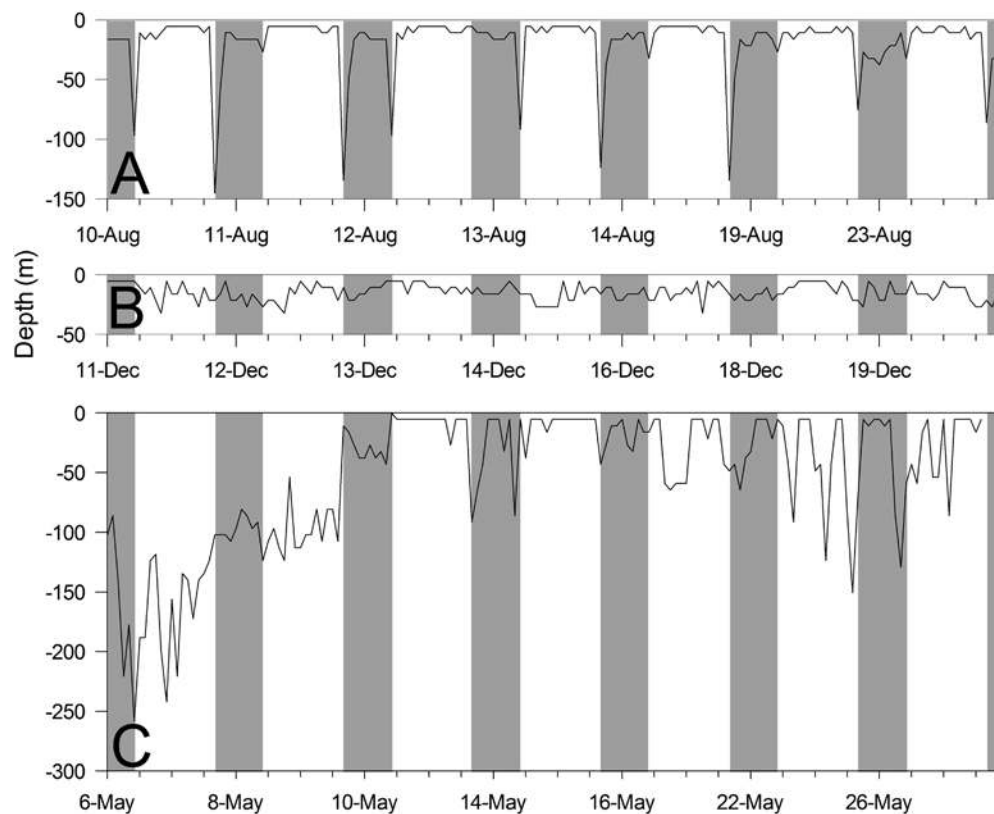 0
-50
-100
-150
A
10-Aug 11-Aug 12-Aug 13-Aug 14-Aug 19-Aug 23-Aug
Depth (m)
0
-50
B
11-Dec 12-Dec 13-Dec 14-Dec 16-Dec 18-Dec 19-Dec
0
-50
-100
-150
-200
-250
-300
C
6-May 8-May 10-May 14-May 16-May 22-May 26-May